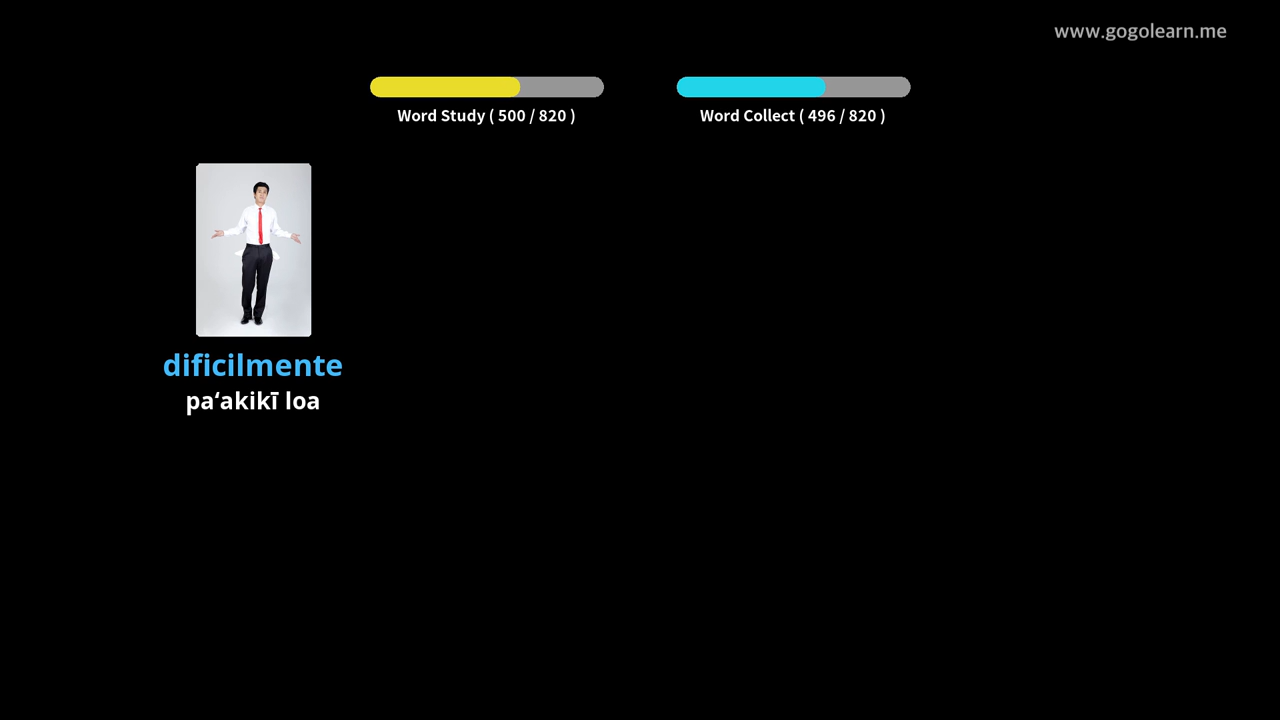 www.gogolearn.me
Word Study ( 500 / 820 )
Word Collect ( 496 / 820 )
dificilmente
paʻakikī loa